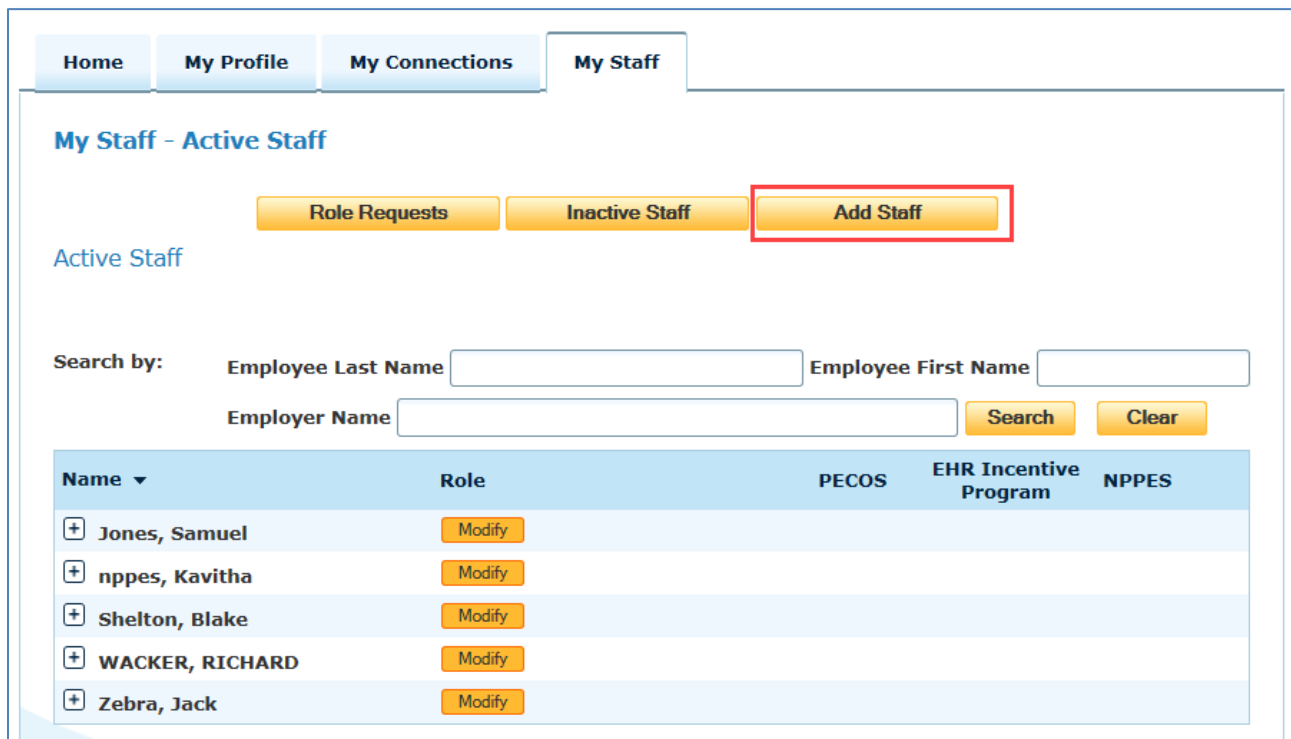 Home My Profile My Connections My Staff
My Staff - Active Staff
Role Requests Inactive Staff Add Staff
Active Staff
Search by: Employee Last Name Employee First Name
Employer Name Search Clear
Name Role PECOS EHR Incentive Program NPPES
Jones, Samuel Modify
nppes, Kavitha Modify
Shelton, Blake Modify
WACKER, RICHARD Modify
Zebra, Jack Modify